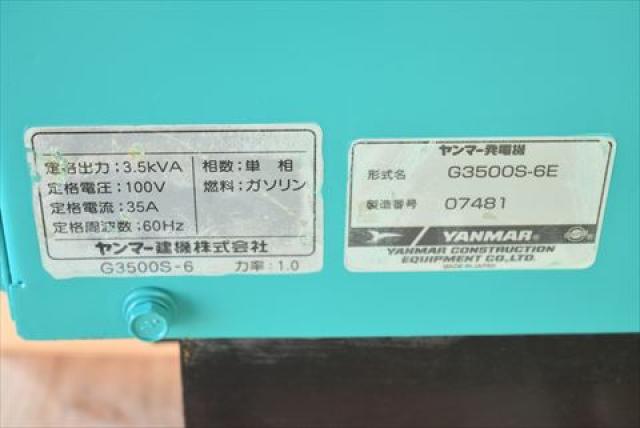 定格出力:3.5kVA 相数:単 相
定格電圧:100V 燃料:ガソリン
定格電流:35A
定格周波数:60Hz
ヤンマー建機株式会社
G3500S-6 力率:1.0
ヤンマー発電機
形式名 G3500S-6E
製造番号 07481
YANMAR
YANMAR CONSTRUCTION
EQUIPMENT CO.,LTD.
MADE IN JAPAN